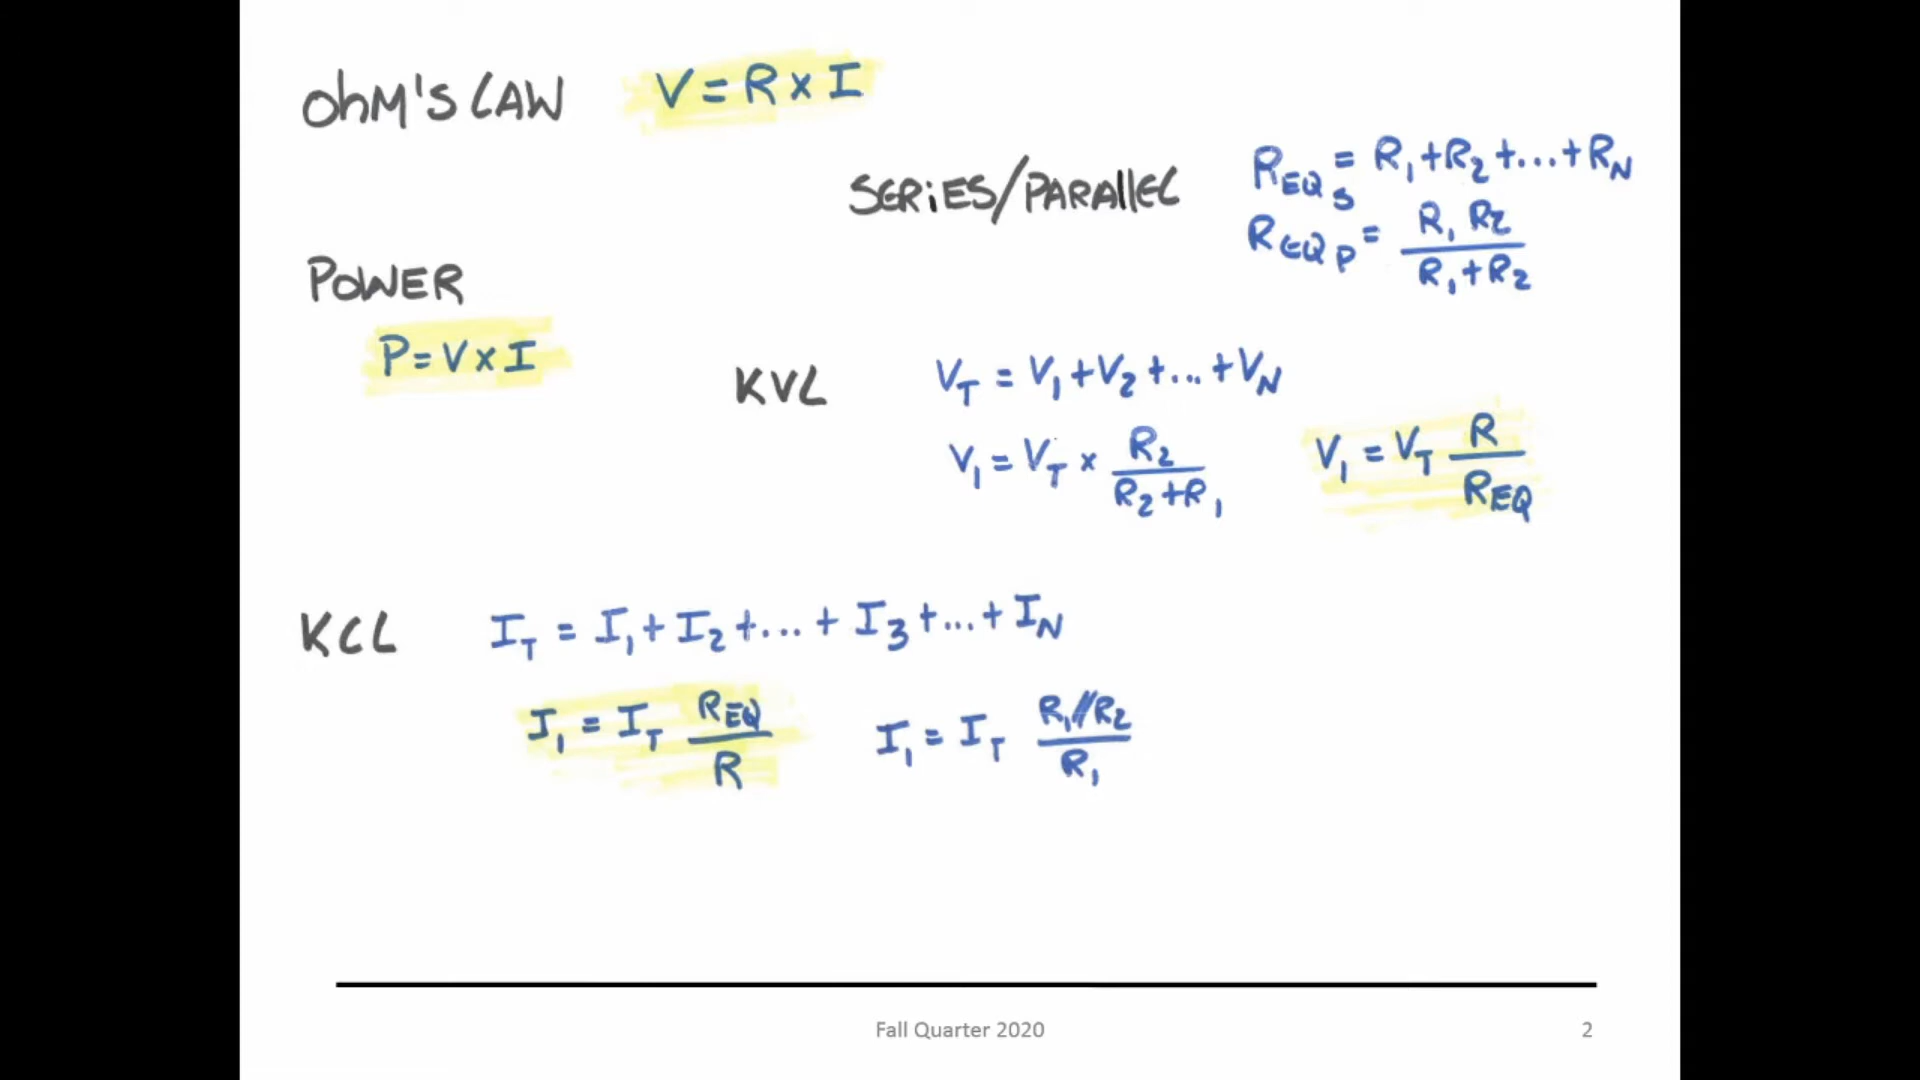 OhM'S LAW V = R x I
SERiES/PARAllEL R_EQ_S = R_1 + R_2 + ... + R_N
R_EQ_P = R_1 R_2 / R_1 + R_2
POWER
P = V x I
KVL V_T = V_1 + V_2 + ... + V_N
V_1 = V_T x R_2 / R_2 + R_1 V_1 = V_T R / R_EQ
KCL I_T = I_1 + I_2 + ... + I_3 + ... + I_N
I_1 = I_T R_EQ / R I_1 = I_T R_1//R_2 / R_1
Fall Quarter 2020 2